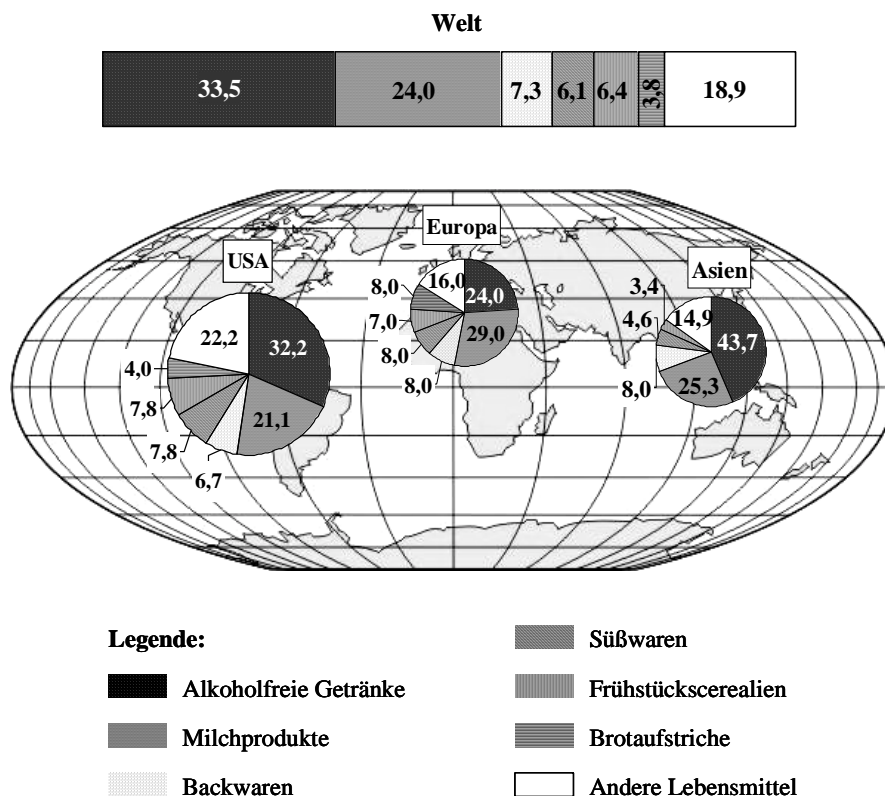 Welt
33,5 24,0 7,3 6,1 6,4 3,8 18,9
Europa
USA
Asien
8,0 16,0 24,0
7,0 29,0
8,0
8,0
3,4
4,6 14,9 43,7
8,0 25,3
22,2 32,2
4,0
7,8 21,1
7,8
6,7
Legende:
Alkoholfreie Getränke
Milchprodukte
Backwaren
Süßwaren
Frühstückscerealien
Brotaufstriche
Andere Lebensmittel